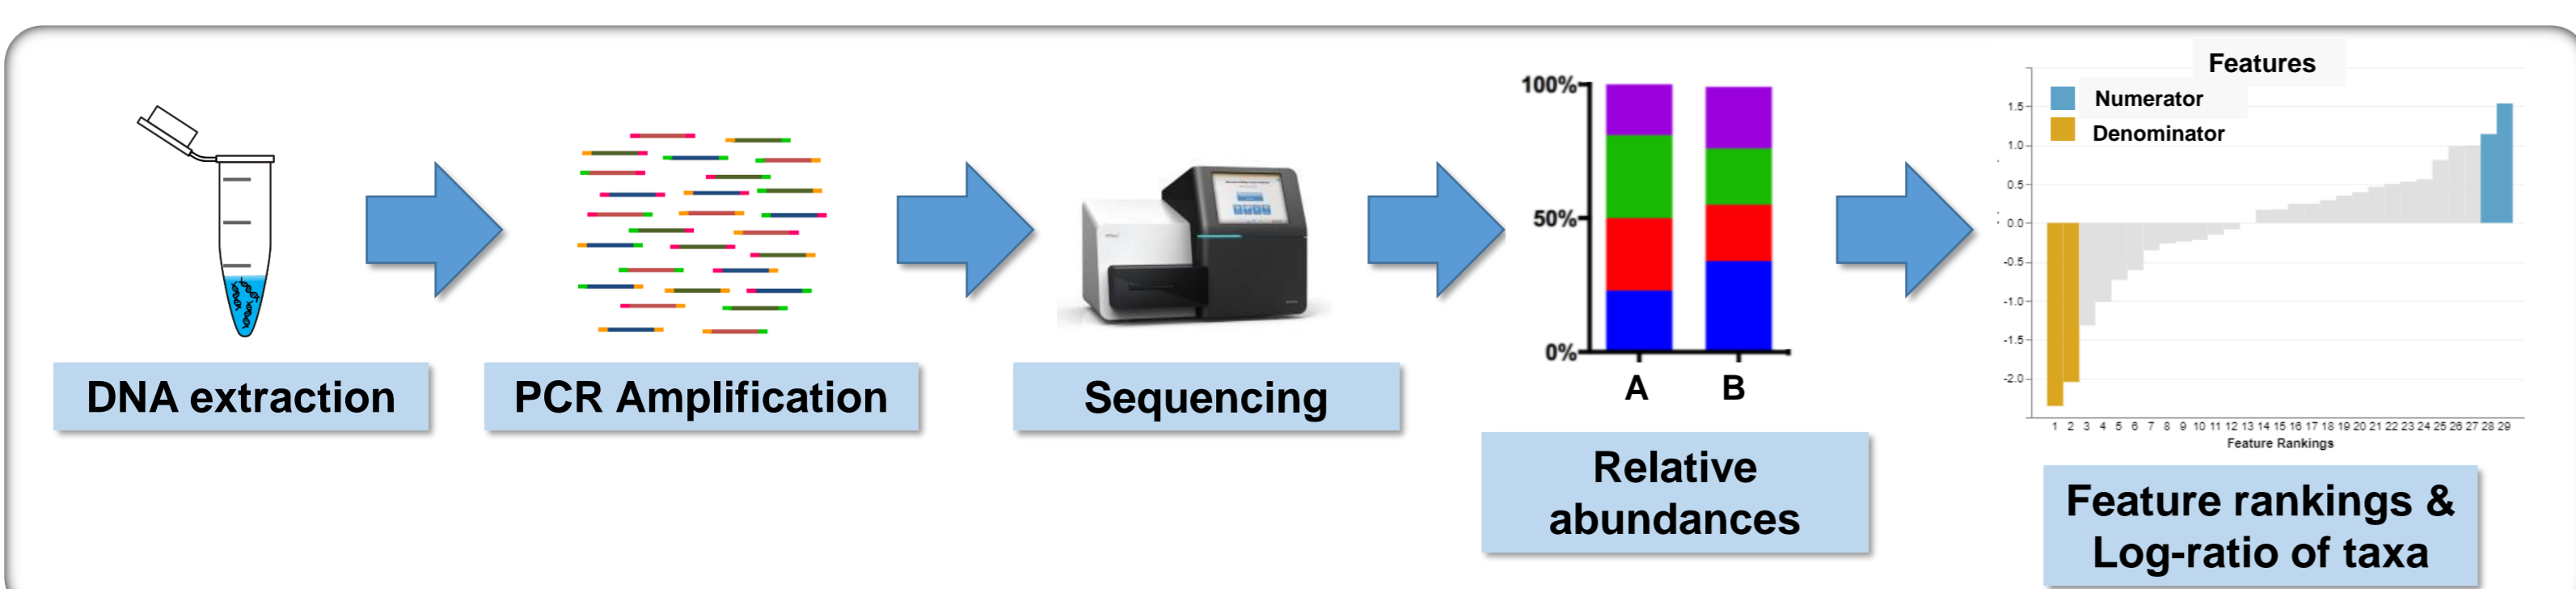 DNA extraction
PCR Amplification
Sequencing
100%
50%
0%
A
B
Relative
abundances
Features
Numerator
Denominator
1.5
1.0
0.5
0.0
-0.5
-1.0
-1.5
-2.0
1 2 3 4 5 6 7 8 9 10 11 12 13 14 15 16 17 18 19 20 21 22 23 24 25 26 27 28 29
Feature Rankings
Feature rankings &
Log-ratio of taxa